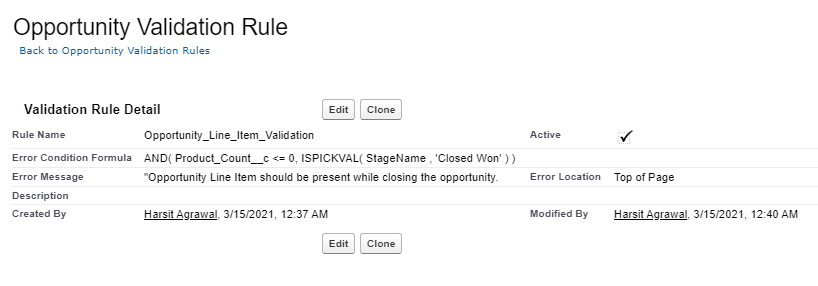 Opportunity Validation Rule
Back to Opportunity Validation Rules
Validation Rule Detail Edit Clone
Rule Name Opportunity_Line_Item_Validation Active
Error Condition Formula AND( Product_Count__c <= 0, ISPICKVAL( StageName , 'Closed Won' ) )
Error Message "Opportunity Line Item should be present while closing the opportunity. Error Location Top of Page
Description
Created By Harsit Agrawal, 3/15/2021, 12:37 AM Modified By Harsit Agrawal, 3/15/2021, 12:40 AM
Edit Clone